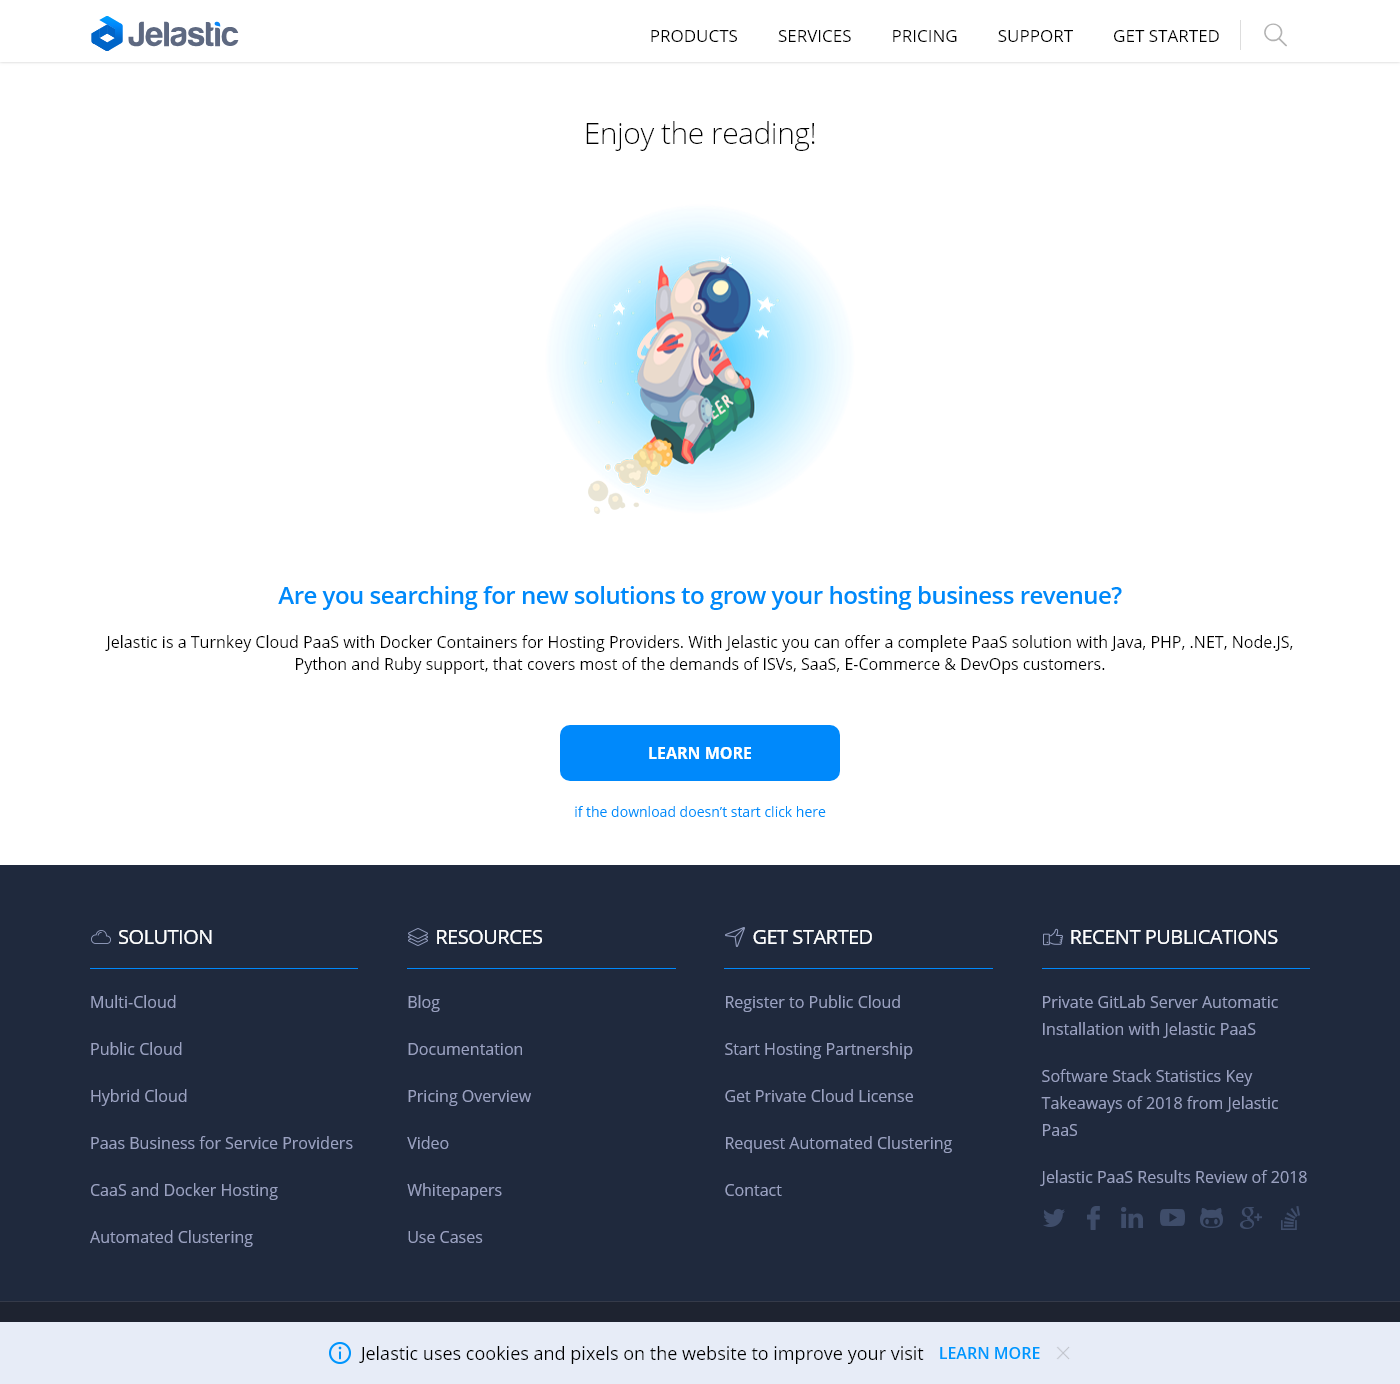 Jelastic
PRODUCTS
SERVICES
PRICING
SUPPORT
GET STARTED
Enjoy the reading!
EER
Are you searching for new solutions to grow your hosting business revenue?
Jelastic is a Turnkey Cloud PaaS with Docker Containers for Hosting Providers. With Jelastic you can offer a complete PaaS solution with Java, PHP, .NET, Node.JS,
Python and Ruby support, that covers most of the demands of ISVs, SaaS, E-Commerce & DevOps customers.
LEARN MORE
if the download doesn't start click here
SOLUTION
Multi-Cloud
Public Cloud
Hybrid Cloud
Paas Business for Service Providers
CaaS and Docker Hosting
Automated Clustering
RESOURCES
Blog
Documentation
Pricing Overview
Video
Whitepapers
Use Cases
GET STARTED
Register to Public Cloud
Start Hosting Partnership
Get Private Cloud License
Request Automated Clustering
Contact
RECENT PUBLICATIONS
Private GitLab Server Automatic
Installation with Jelastic PaaS
Software Stack Statistics Key
Takeaways of 2018 from Jelastic
PaaS
Jelastic PaaS Results Review of 2018
Jelastic uses cookies and pixels on the website to improve your visit
LEARN MORE